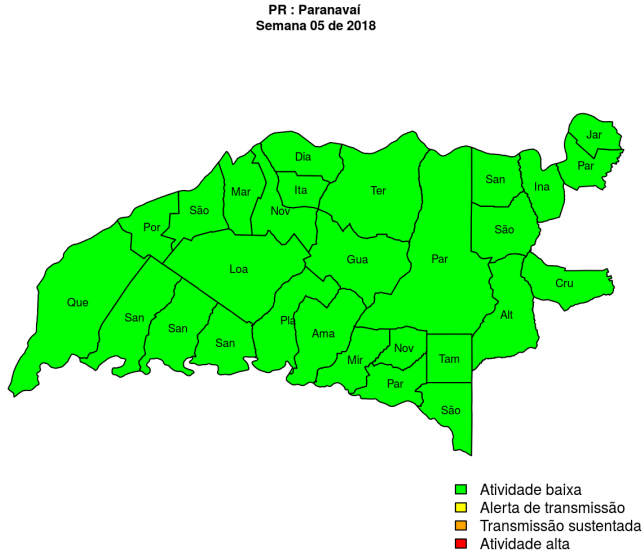 PR : Paranavaí
Semana 05 de 2018
Jar
Par
Dia
San
Ina
Ita
Mar
Ter
São
Nov
Por
São
Par
Gua
Loa
Cru
Que
Alt
San
Pla
San
Ama
San
Nov
Mir
Tam
Par
São
Atividade baixa
Alerta de transmissão
Transmissão sustentada
Atividade alta